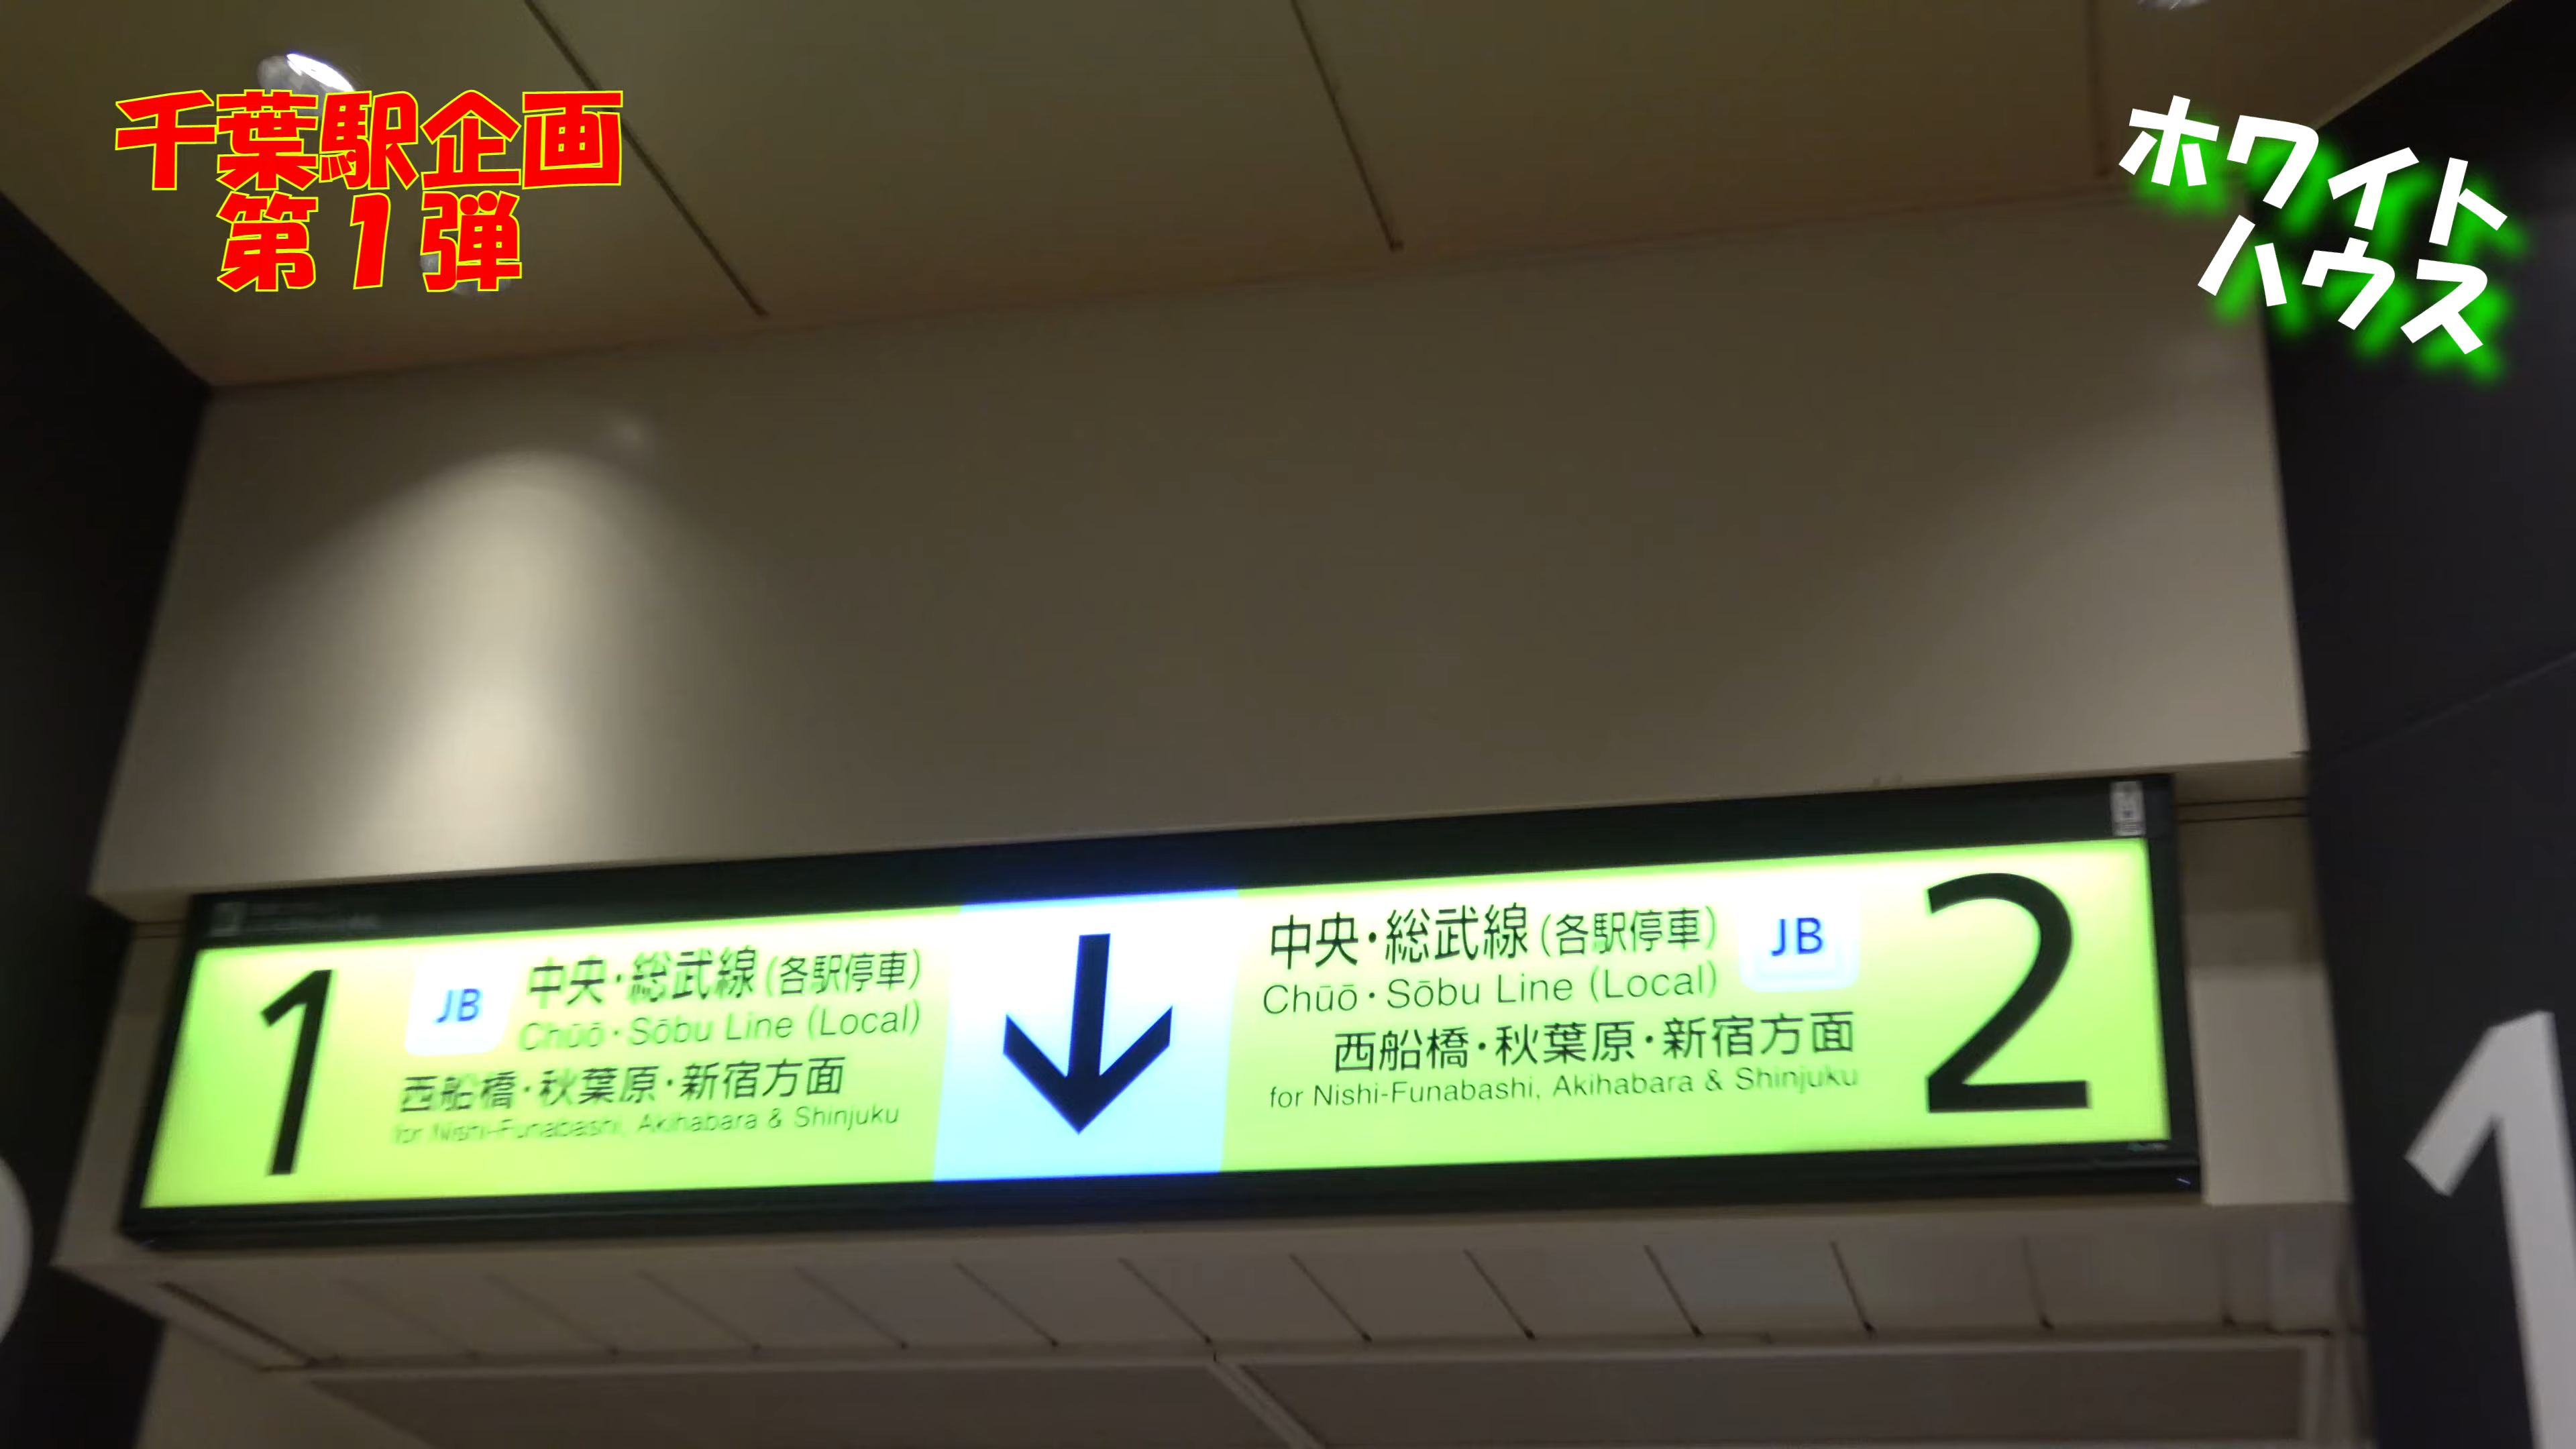 千葉駅企画
第1弾
ホワイト
ハウス
1
JB
中央・総武線(各駅停車)
Chūō・Sōbu Line (Local)
西船橋・秋葉原・新宿方面
for Nishi-Funabashi, Akihabara & Shinjuku
中央・総武線(各駅停車)
JB
Chūō・Sōbu Line (Local)
西船橋・秋葉原・新宿方面
for Nishi-Funabashi, Akihabara & Shinjuku
2
1